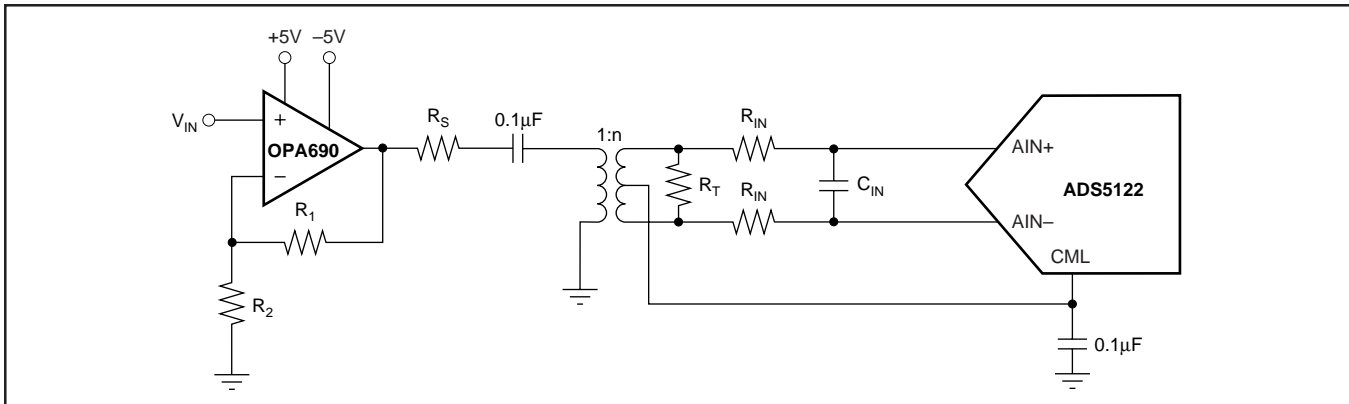 +5V
–5V
V_IN
+
OPA690
–
R_S
0.1µF
1:n
R_IN
AIN+
R_1
R_T
C_IN
ADS5122
R_IN
AIN–
CML
R_2
0.1µF